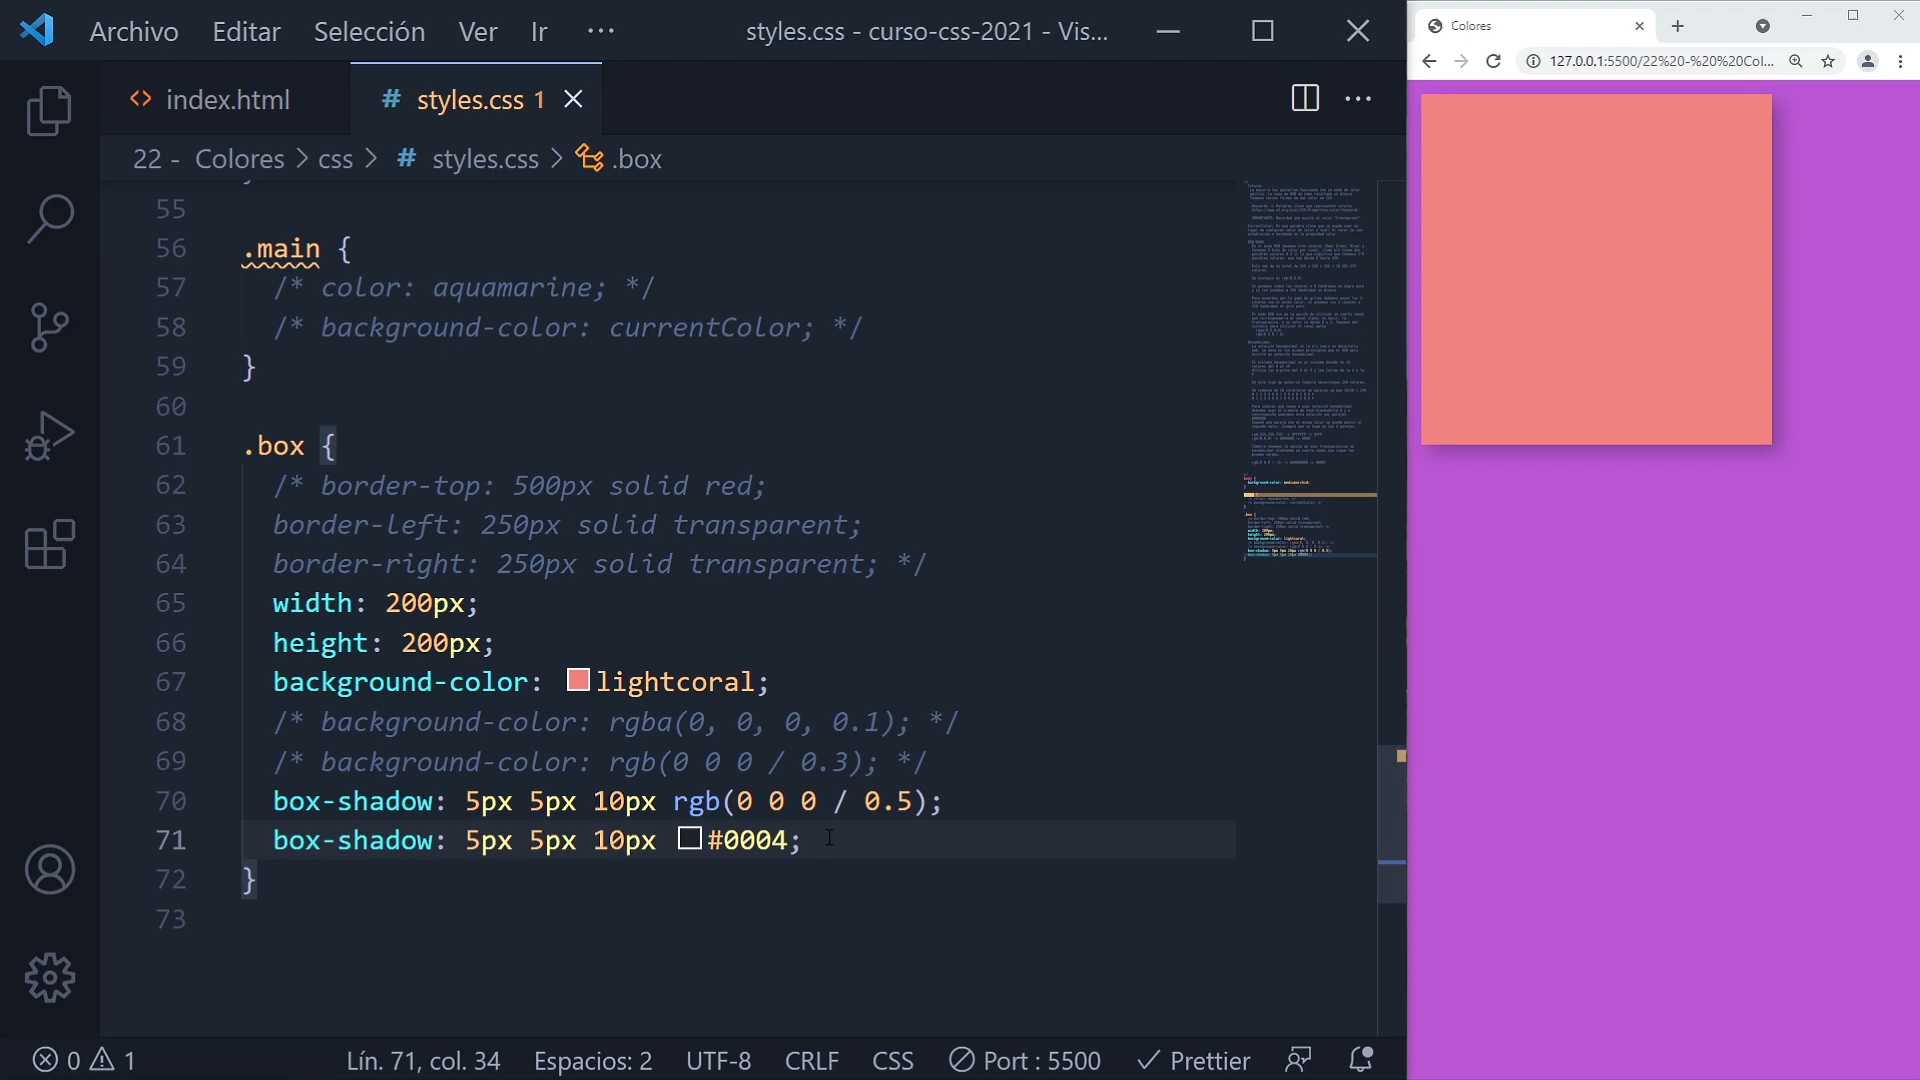 Archivo Editar Selección Ver Ir ··· styles.css - curso-css-2021 - Vis...
Colores
127.0.0.1:5500/22%20-%20%20Col...
<> index.html # styles.css 1
22 - Colores > css > # styles.css > .box
55
56 .main {
57 /* color: aquamarine; */
58 /* background-color: currentColor; */
59 }
60
61 .box {
62 /* border-top: 500px solid red;
63 border-left: 250px solid transparent;
64 border-right: 250px solid transparent; */
65 width: 200px;
66 height: 200px;
67 background-color: lightcoral;
68 /* background-color: rgba(0, 0, 0, 0.1); */
69 /* background-color: rgb(0 0 0 / 0.3); */
70 box-shadow: 5px 5px 10px rgb(0 0 0 / 0.5);
71 box-shadow: 5px 5px 10px #0004;
72 }
73
0 1 Lín. 71, col. 34 Espacios: 2 UTF-8 CRLF CSS Port : 5500 Prettier